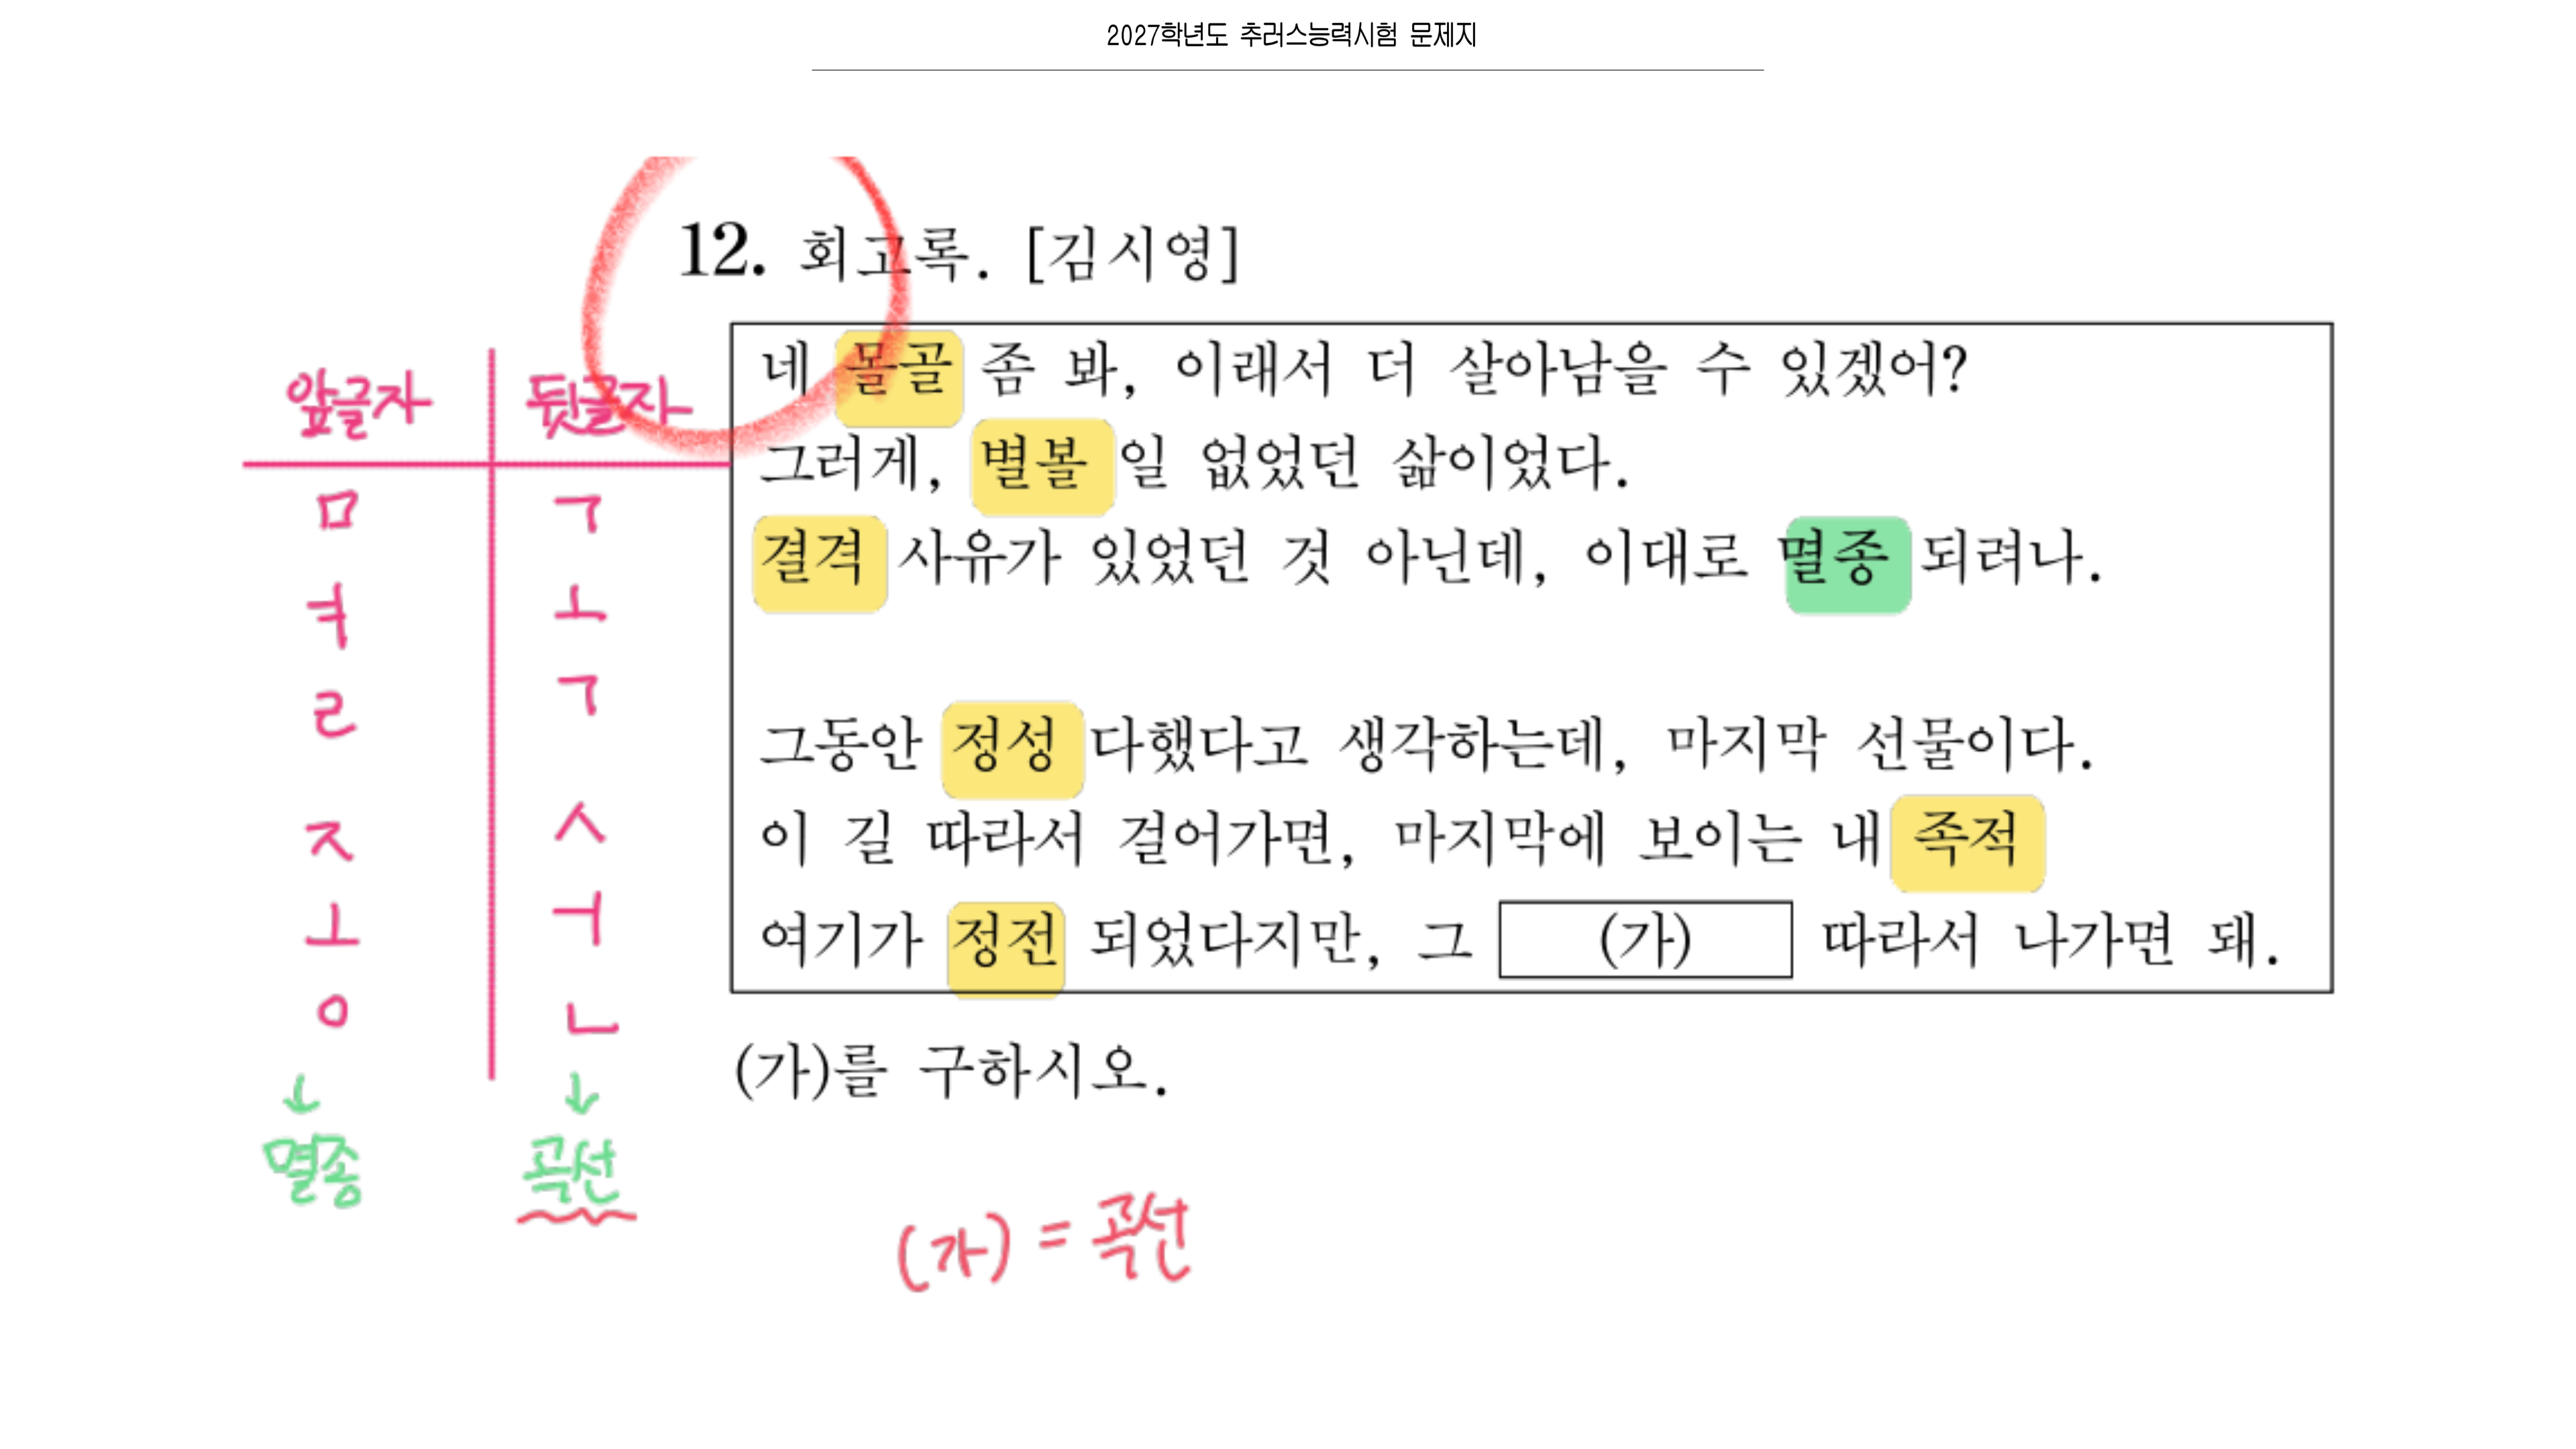 2027학년도 추러스능력시험 문제지
12. 회고록. [김시영]
네 몰골 좀 봐, 이래서 더 살아남을 수 있겠어?
그러게, 별볼 일 없었던 삶이었다.
결격 사유가 있었던 것 아닌데, 이대로 멸종 되려나.
그동안 정성 다했다고 생각하는데, 마지막 선물이다.
이 길 따라서 걸어가면, 마지막에 보이는 내 족적
여기가 정전 되었다지만, 그 (가) 따라서 나가면 돼.
(가)를 구하시오.
앞글자 뒷글자
ㅁ ㄱ
ㅕ ㅗ
ㄹ ㄱ
ㅈ ㅅ
ㅗ ㅓ
ㅇ ㄴ
↓ ↓
멸종 곡선
(가) = 곡선